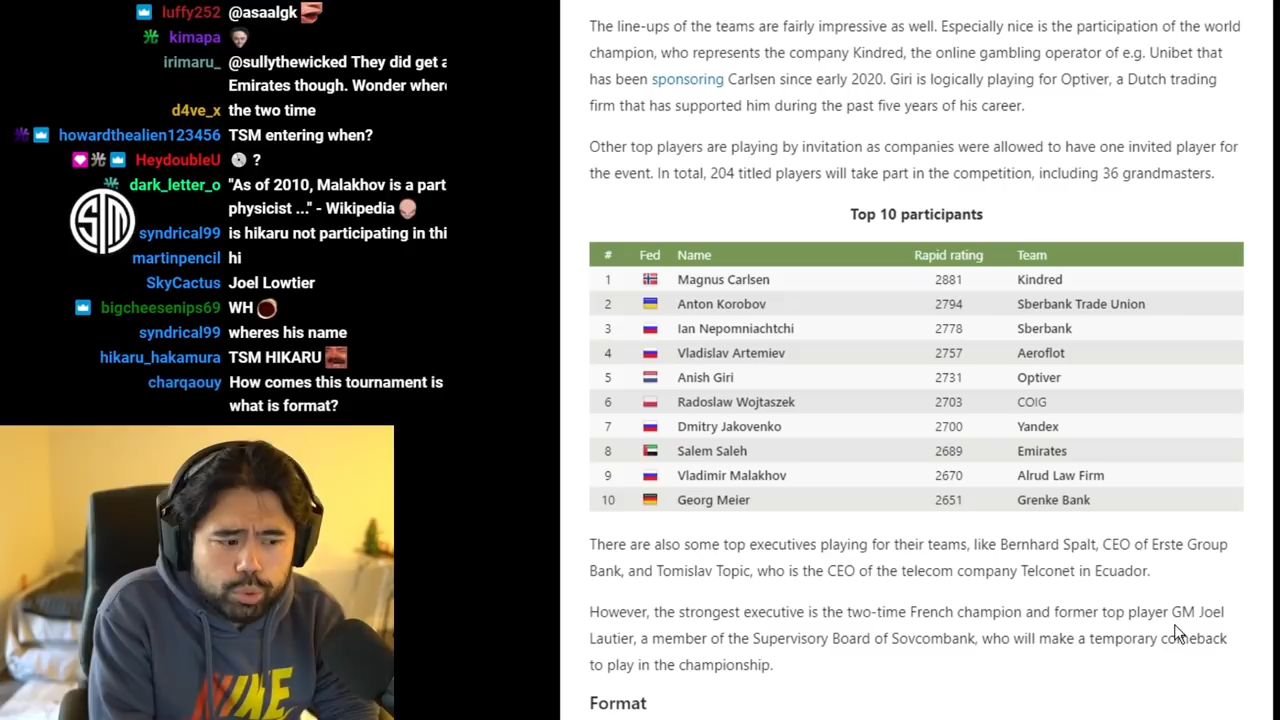 luffy252 @asaalgk
kimapa
irimaru_ @sullythewicked They did get a
Emirates though. Wonder where
d4ve_x the two time
howardthealien123456 TSM entering when?
HeydoubleU ?
dark_letter_o "As of 2010, Malakhov is a part
physicist ..." - Wikipedia
TSM
syndrical99 is hikaru not participating in thi
martinpencil hi
SkyCactus Joel Lowtier
bigcheesenips69 WH
syndrical99 wheres his name
hikaru_hakamura TSM HIKARU
charqaouy How comes this tournament is
what is format?
NIKE
The line-ups of the teams are fairly impressive as well. Especially nice is the participation of the world
champion, who represents the company Kindred, the online gambling operator of e.g. Unibet that
has been sponsoring Carlsen since early 2020. Giri is logically playing for Optiver, a Dutch trading
firm that has supported him during the past five years of his career.
Other top players are playing by invitation as companies were allowed to have one invited player for
the event. In total, 204 titled players will take part in the competition, including 36 grandmasters.
Top 10 participants
# Fed Name Rapid rating Team
1 Magnus Carlsen 2881 Kindred
2 Anton Korobov 2794 Sberbank Trade Union
3 Ian Nepomniachtchi 2778 Sberbank
4 Vladislav Artemiev 2757 Aeroflot
5 Anish Giri 2731 Optiver
6 Radoslaw Wojtaszek 2703 COIG
7 Dmitry Jakovenko 2700 Yandex
8 Salem Saleh 2689 Emirates
9 Vladimir Malakhov 2670 Alrud Law Firm
10 Georg Meier 2651 Grenke Bank
There are also some top executives playing for their teams, like Bernhard Spalt, CEO of Erste Group
Bank, and Tomislav Topic, who is the CEO of the telecom company Telconet in Ecuador.
However, the strongest executive is the two-time French champion and former top player GM Joel
Lautier, a member of the Supervisory Board of Sovcombank, who will make a temporary comeback
to play in the championship.
Format